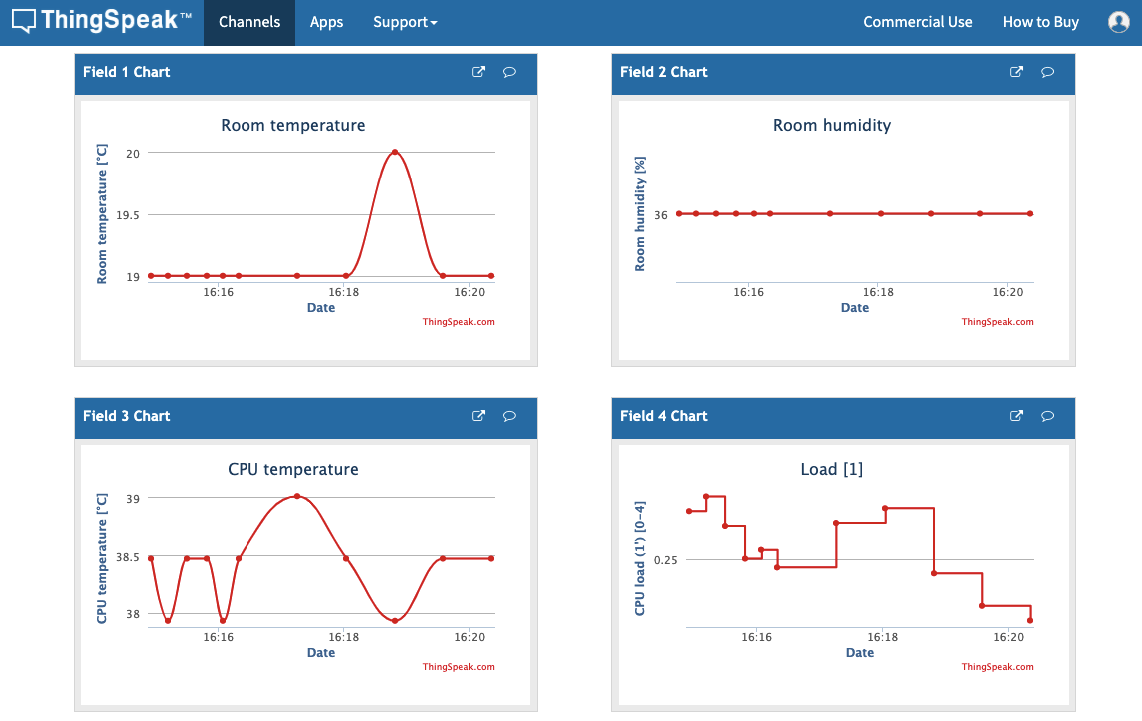 ThingSpeak™ Channels Apps Support Commercial Use How to Buy
Field 1 Chart
Room temperature
Room temperature [°C]
20
19.5
19
16:16 16:18 16:20
Date
ThingSpeak.com
Field 2 Chart
Room humidity
Room humidity [%]
36
16:16 16:18 16:20
Date
ThingSpeak.com
Field 3 Chart
CPU temperature
CPU temperature [°C]
39
38.5
38
16:16 16:18 16:20
Date
ThingSpeak.com
Field 4 Chart
Load [1]
CPU load (1') [0-4]
0.25
16:16 16:18 16:20
Date
ThingSpeak.com